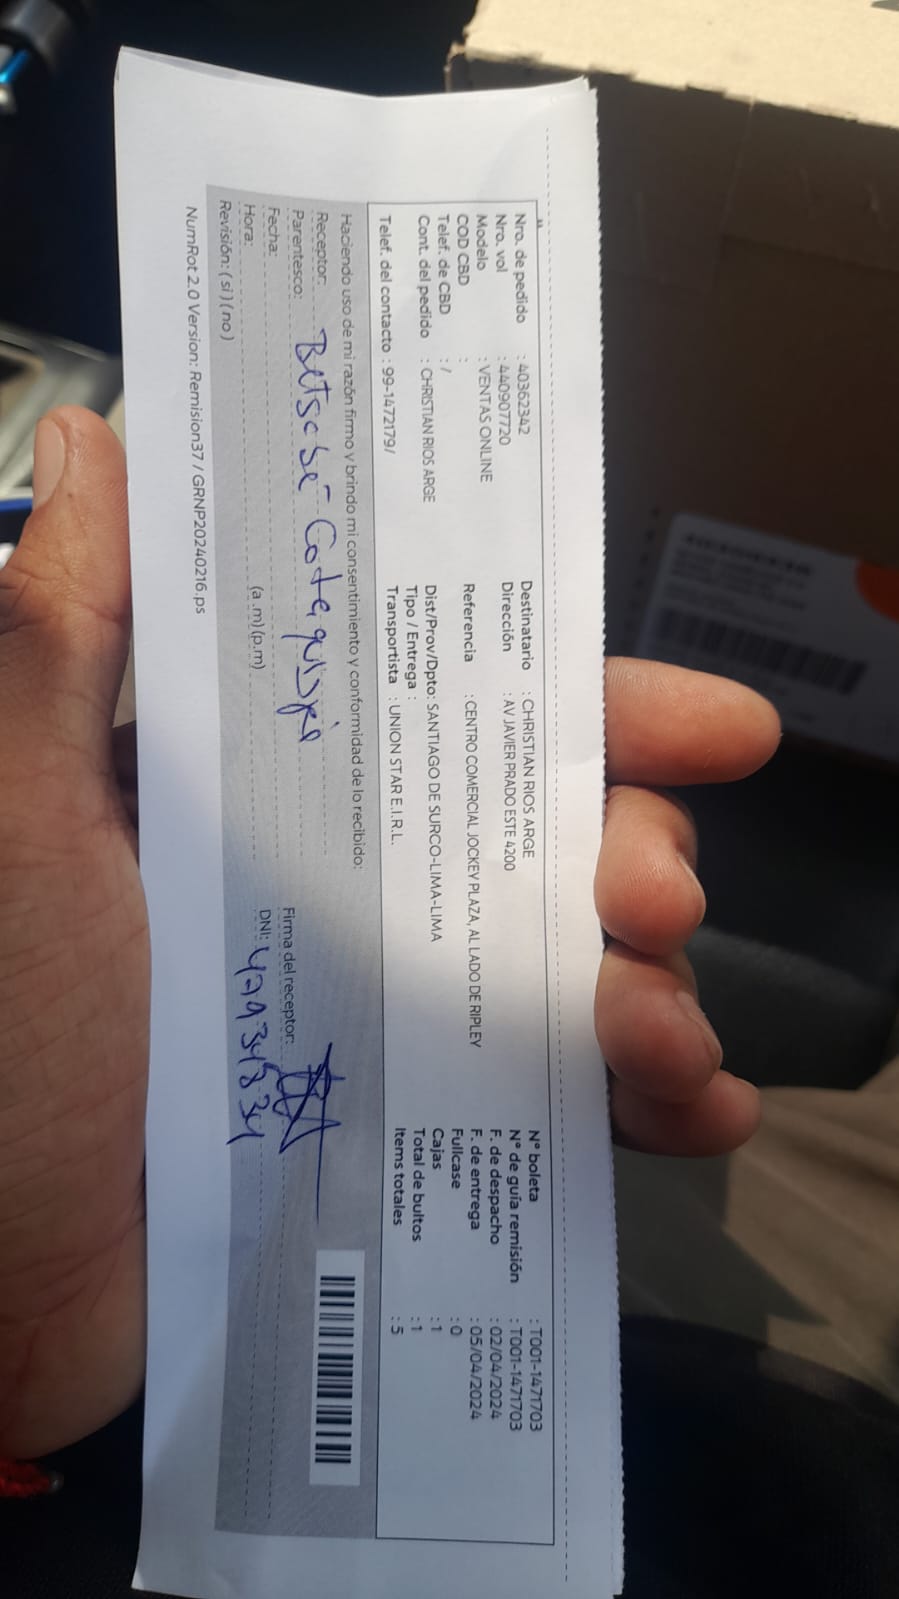 Nro. de pedido : 40362342
Nro. vol : 440907720
Modelo : VENTAS ONLINE
COD CBD :
Telef. de CBD : /
Cont. del pedido : CHRISTIAN RIOS ARGE
Telef. del contacto : 99-1472179/
Destinatario : CHRISTIAN RIOS ARGE
Dirección : AV JAVIER PRADO ESTE 4200
Referencia : CENTRO COMERCIAL JOCKEY PLAZA, AL LADO DE RIPLEY
Dist/Prov/Dpto: SANTIAGO DE SURCO-LIMA-LIMA
Tipo / Entrega :
Transportista : UNION STAR E.I.R.L.
N° boleta : T001-1471703
N° de guía remisión : T001-1471703
F. de despacho : 02/04/2024
F. de entrega : 05/04/2024
Fullcase : 0
Cajas : 1
Total de bultos : 1
Items totales : 5
Haciendo uso de mi razón firmo y brindo mi consentimiento y conformidad de lo recibido:
Receptor:
Parentesco: Betsabé
Fecha:
Hora: (a .m) (p.m)
Revisión: ( si ) ( no )
Firma del receptor:
DNI:
NumRot 2.0 Version: Remision37 / GRNP20240216.ps